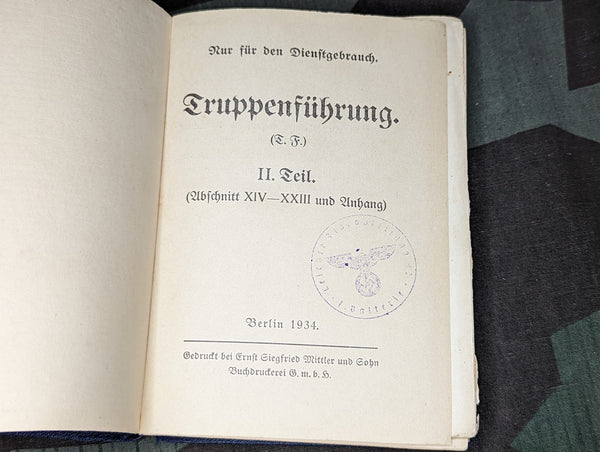 Nur für den Dienstgebrauch.
Truppenführung.
(T. F.)
II. Teil.
(Abschnitt XIV—XXIII und Anhang)
Berlin 1934.
Gedruckt bei Ernst Siegfried Mittler und Sohn
Buchdruckerei G. m. b. H.